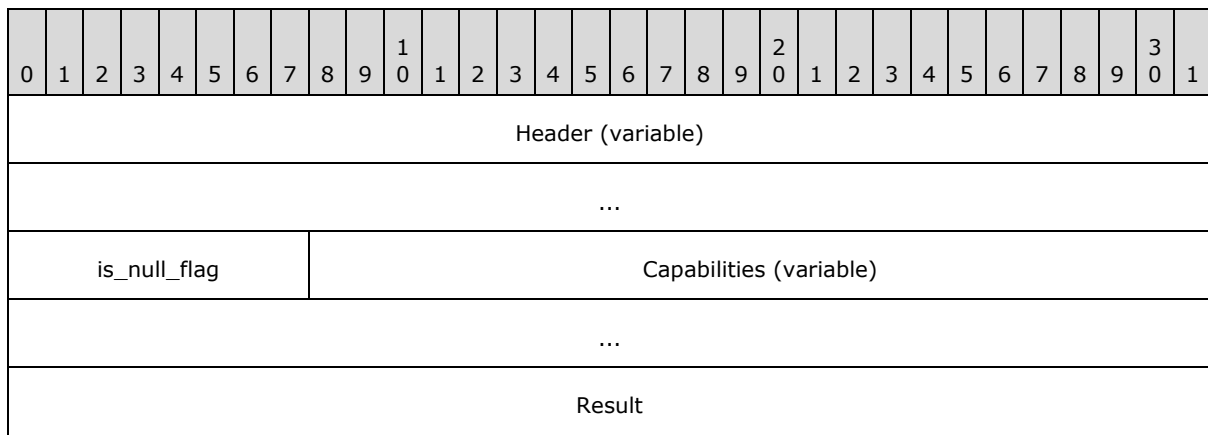 1 2 3
0 1 2 3 4 5 6 7 8 9 0 1 2 3 4 5 6 7 8 9 0 1 2 3 4 5 6 7 8 9 0 1
Header (variable)
...
is_null_flag Capabilities (variable)
...
Result